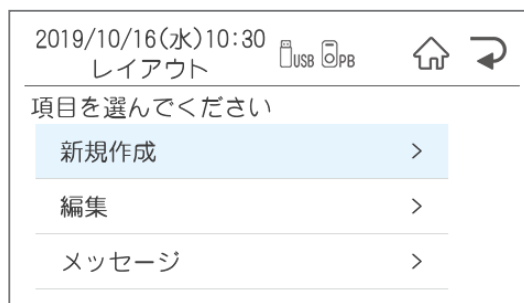 2019/10/16(水)10:30 USB PB
レイアウト
項目を選んでください
新規作成 >
編集 >
メッセージ >